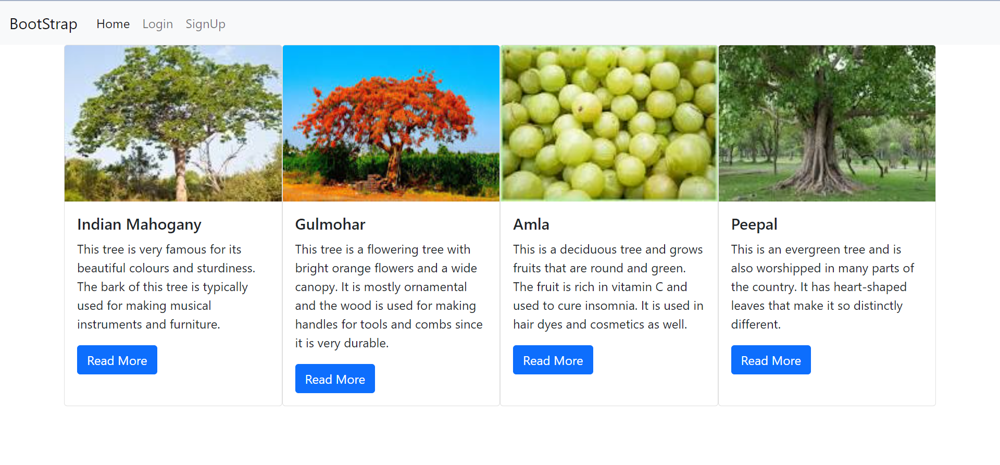 BootStrap Home Login SignUp
Indian Mahogany
This tree is very famous for its
beautiful colours and sturdiness.
The bark of this tree is typically
used for making musical
instruments and furniture.
Read More
Gulmohar
This tree is a flowering tree with
bright orange flowers and a wide
canopy. It is mostly ornamental
and the wood is used for making
handles for tools and combs since
it is very durable.
Read More
Amla
This is a deciduous tree and grows
fruits that are round and green.
The fruit is rich in vitamin C and
used to cure insomnia. It is used in
hair dyes and cosmetics as well.
Read More
Peepal
This is an evergreen tree and is
also worshipped in many parts of
the country. It has heart-shaped
leaves that make it so distinctly
different.
Read More